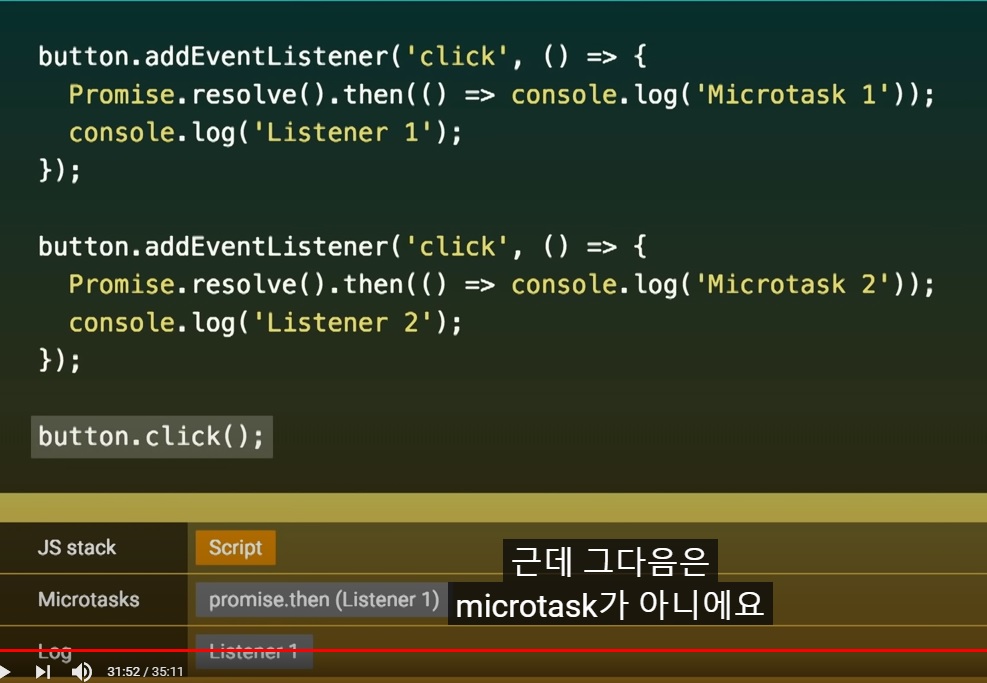 button.addEventListener('click', () => {
Promise.resolve().then(() => console.log('Microtask 1'));
console.log('Listener 1');
});
button.addEventListener('click', () => {
Promise.resolve().then(() => console.log('Microtask 2'));
console.log('Listener 2');
});
button.click();
JS stack Script
Microtasks promise.then (Listener 1)
Log Listener 1
근데 그다음은
microtask가 아니에요
31:52 / 35:11